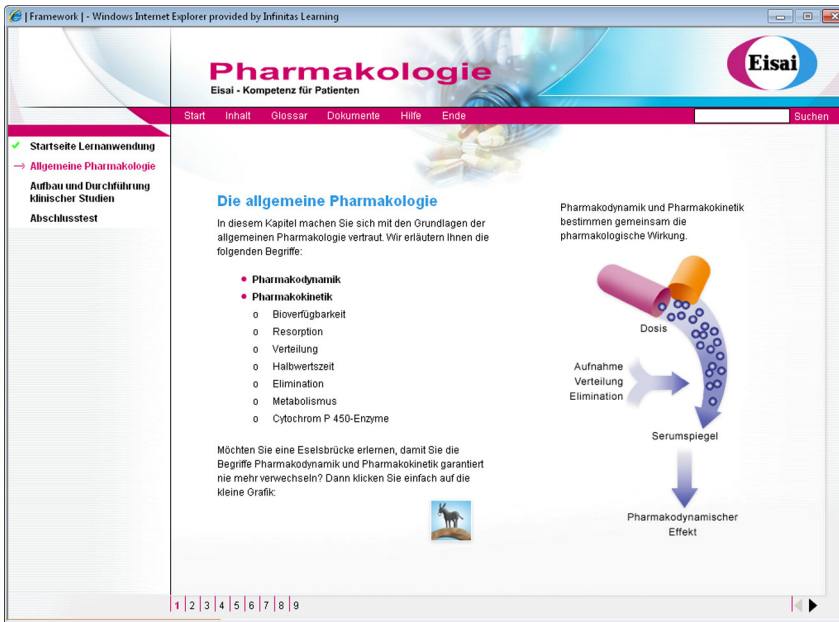 | Framework | - Windows Internet Explorer provided by Infinitas Learning
Pharmakologie
Eisai - Kompetenz für Patienten
Eisai
Start Inhalt Glossar Dokumente Hilfe Ende Suchen
Startseite Lernanwendung
Allgemeine Pharmakologie
Aufbau und Durchführung
klinischer Studien
Abschlusstest
Die allgemeine Pharmakologie
In diesem Kapitel machen Sie sich mit den Grundlagen der
allgemeinen Pharmakologie vertraut. Wir erläutern Ihnen die
folgenden Begriffe:
• Pharmakodynamik
• Pharmakokinetik
o Bioverfügbarkeit
o Resorption
o Verteilung
o Halbwertszeit
o Elimination
o Metabolismus
o Cytochrom P 450-Enzyme
Möchten Sie eine Eselsbrücke erlernen, damit Sie die
Begriffe Pharmakodynamik und Pharmakokinetik garantiert
nie mehr verwechseln? Dann klicken Sie einfach auf die
kleine Grafik:
Pharmakodynamik und Pharmakokinetik
bestimmen gemeinsam die
pharmakologische Wirkung.
Dosis
Aufnahme
Verteilung
Elimination
Serumspiegel
Pharmakodynamischer
Effekt
1 2 3 4 5 6 7 8 9